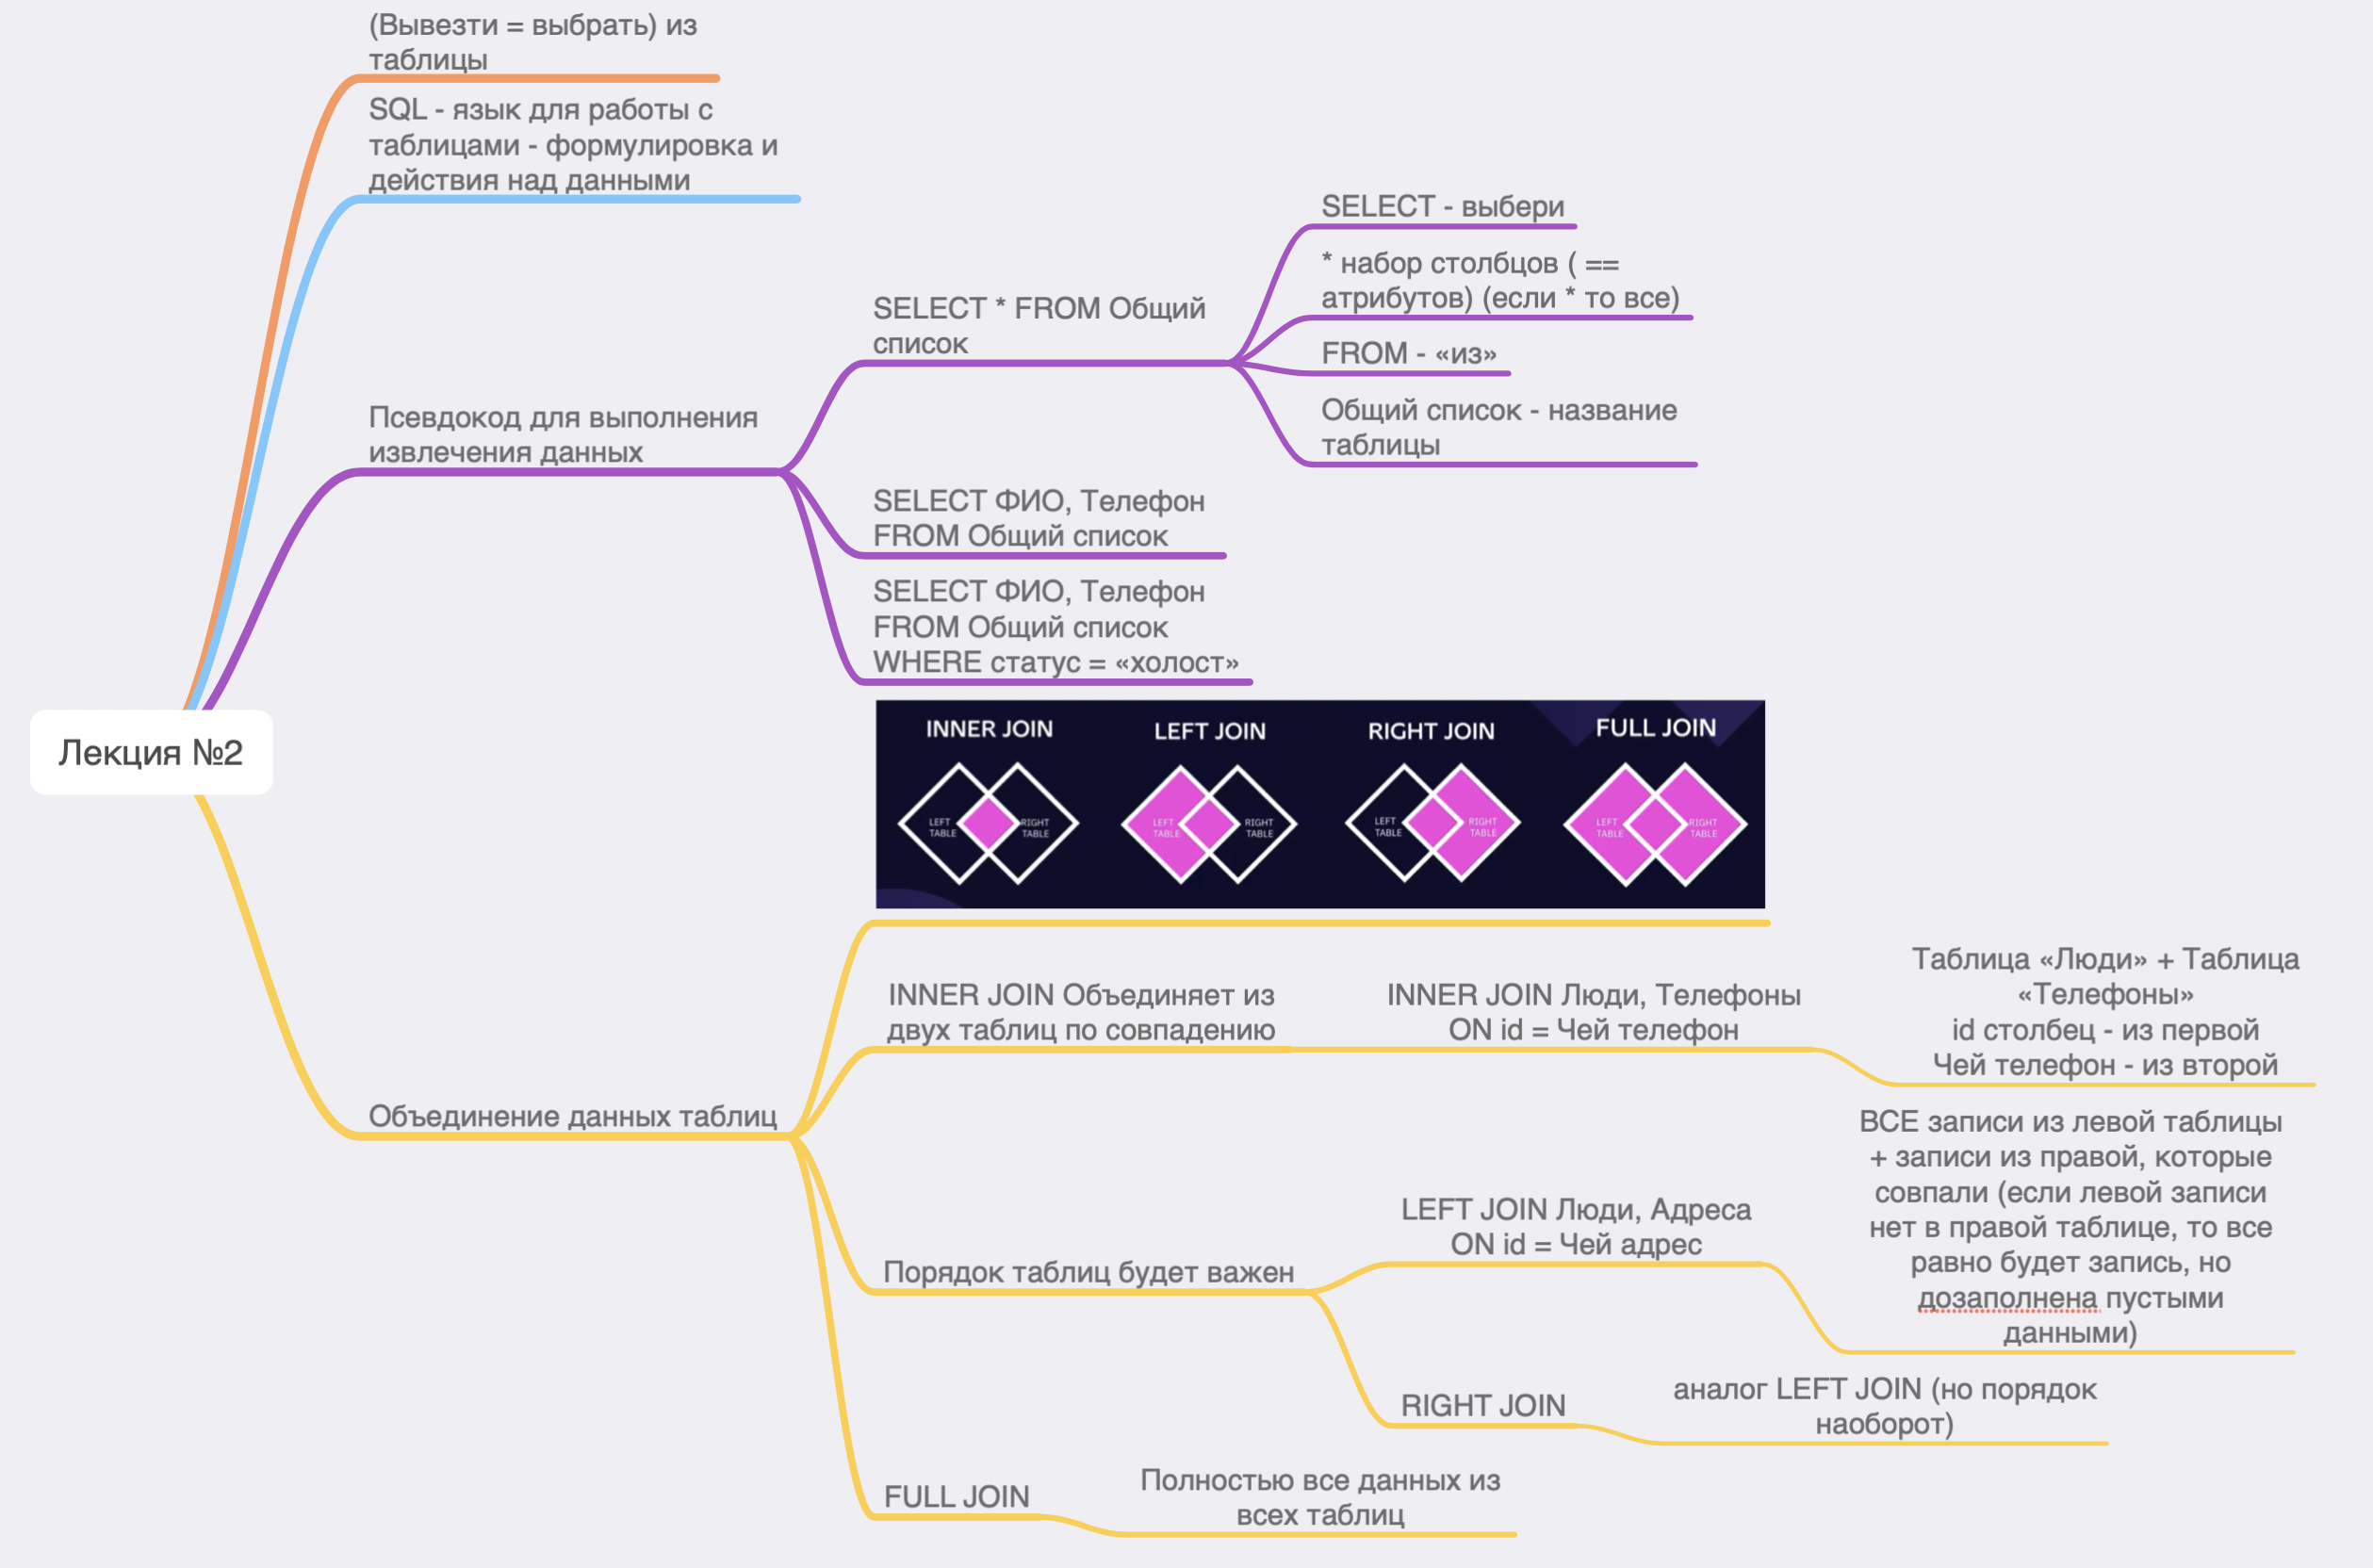 (Вывезти = выбрать) из
таблицы
SQL - язык для работы с
таблицами - формулировка и
действия над данными
SELECT - выбери
* набор столбцов ( ==
атрибутов) (если * то все)
SELECT * FROM Общий
список
FROM - «из»
Общий список - название
таблицы
Псевдокод для выполнения
извлечения данных
SELECT ФИО, Телефон
FROM Общий список
SELECT ФИО, Телефон
FROM Общий список
WHERE статус = «холост»
Лекция №2
INNER JOIN
LEFT JOIN
RIGHT JOIN
FULL JOIN
LEFT
TABLE
RIGHT
TABLE
LEFT
TABLE
RIGHT
TABLE
LEFT
TABLE
RIGHT
TABLE
LEFT
TABLE
RIGHT
TABLE
INNER JOIN Объединяет из
двух таблиц по совпадению
INNER JOIN Люди, Телефоны
ON id = Чей телефон
Таблица «Люди» + Таблица
«Телефоны»
id столбец - из первой
Чей телефон - из второй
Объединение данных таблиц
Порядок таблиц будет важен
LEFT JOIN Люди, Адреса
ON id = Чей адрес
ВСЕ записи из левой таблицы
+ записи из правой, которые
совпали (если левой записи
нет в правой таблице, то все
равно будет запись, но
дозаполнена пустыми
данными)
RIGHT JOIN
аналог LEFT JOIN (но порядок
наоборот)
FULL JOIN
Полностью все данных из
всех таблиц